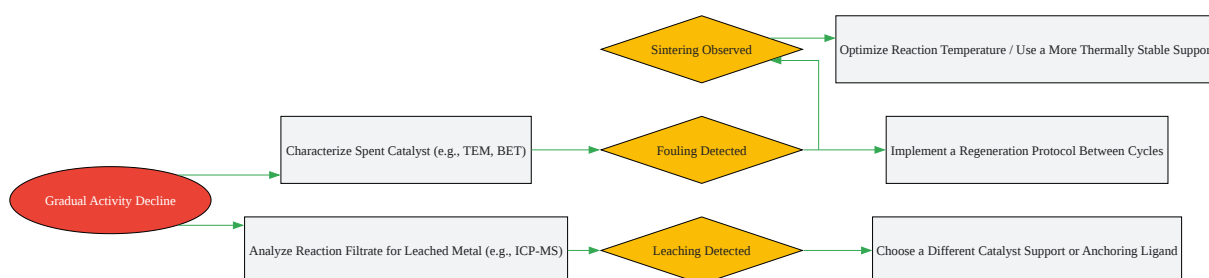 Sintering Observed
Optimize Reaction Temperature / Use a More Thermally Stable Suppor
Characterize Spent Catalyst (e.g., TEM, BET)
Fouling Detected
Implement a Regeneration Protocol Between Cycles
Gradual Activity Decline
Analyze Reaction Filtrate for Leached Metal (e.g., ICP-MS)
Leaching Detected
Choose a Different Catalyst Support or Anchoring Ligand